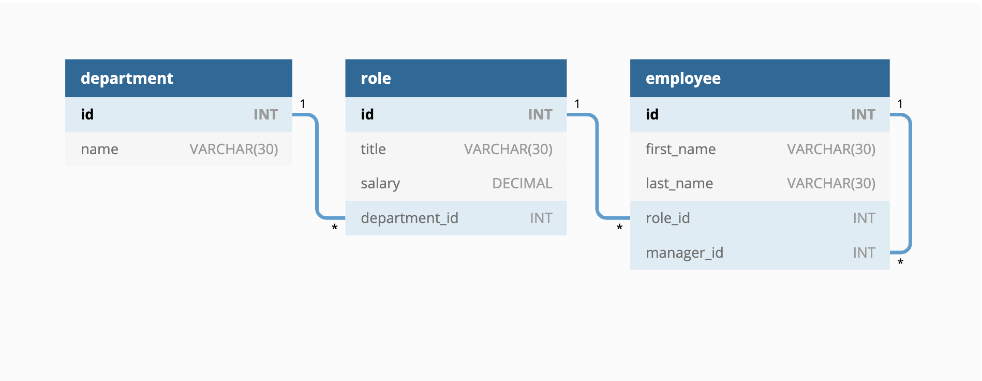 department
id INT
name VARCHAR(30)
1
*
role
id INT
title VARCHAR(30)
salary DECIMAL
department_id INT
1
*
employee
id INT
first_name VARCHAR(30)
last_name VARCHAR(30)
role_id INT
manager_id INT
1
*